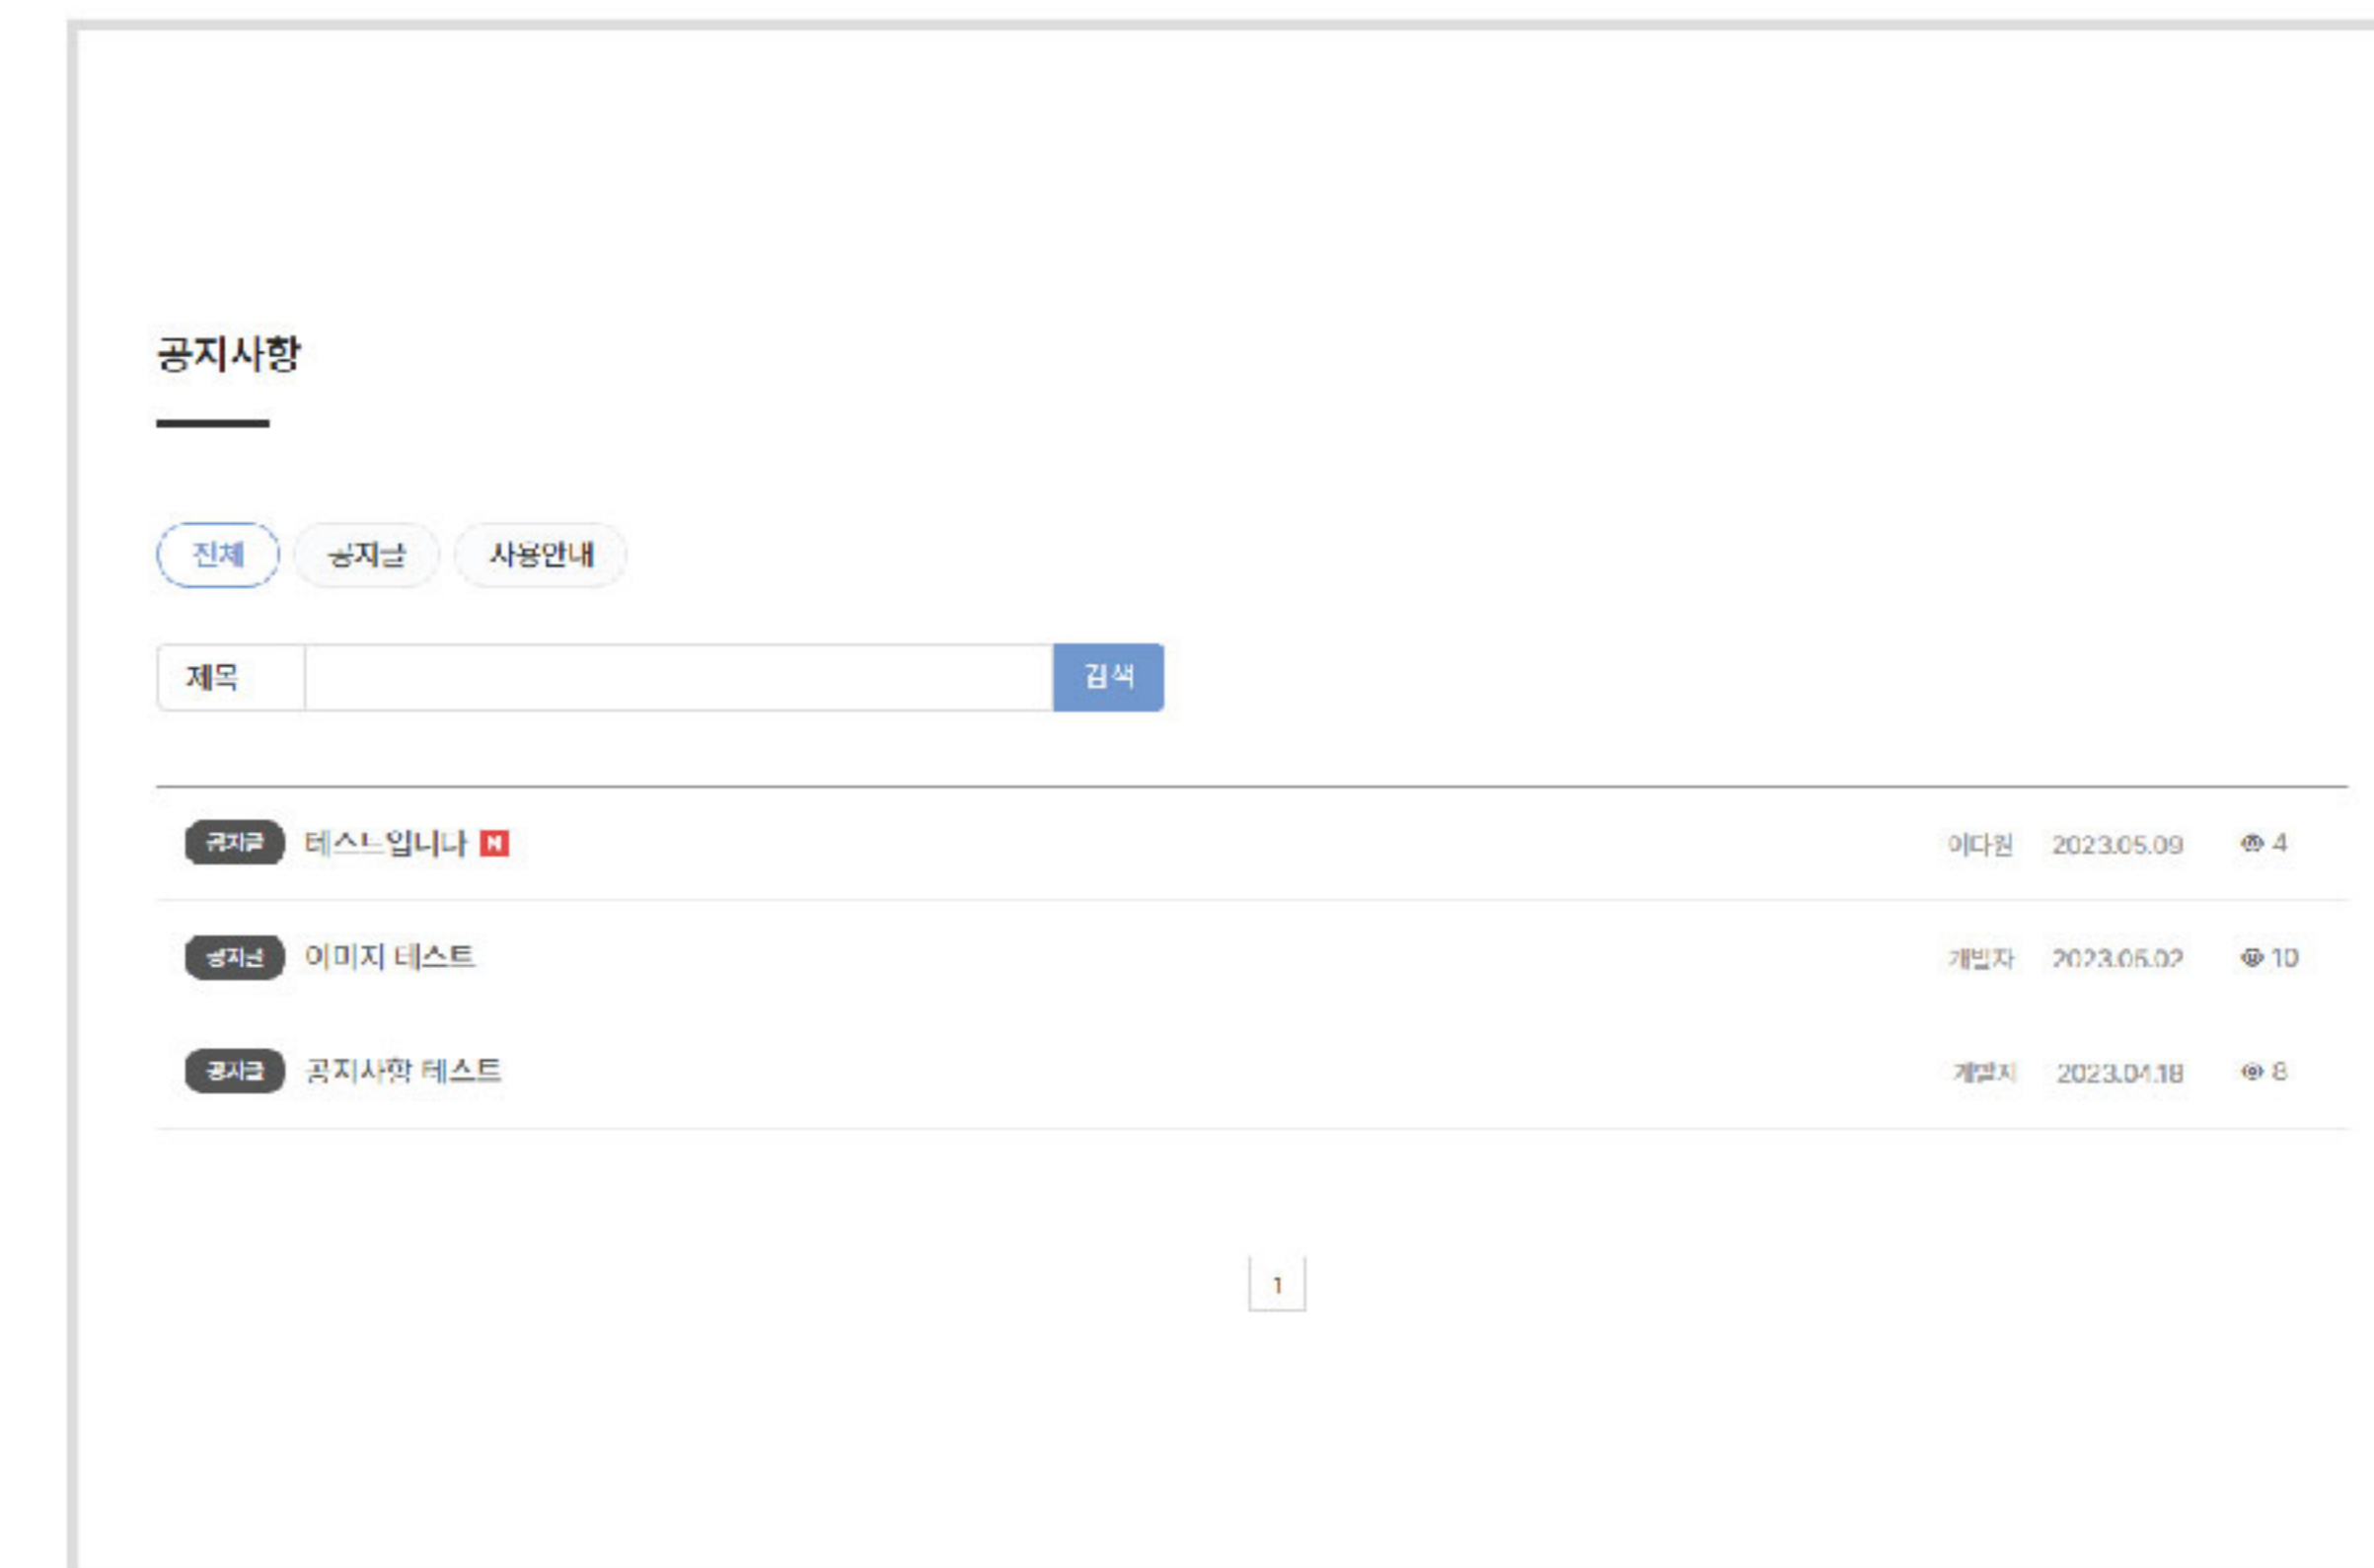 공지사항
전체 공지글 사용안내
제목 검색
공지글 테스트입니다 N 이다원 2023.05.09 4
공지글 이미지 테스트 개발자 2023.05.02 10
공지글 공지사항 테스트 개발자 2023.04.18 8
1